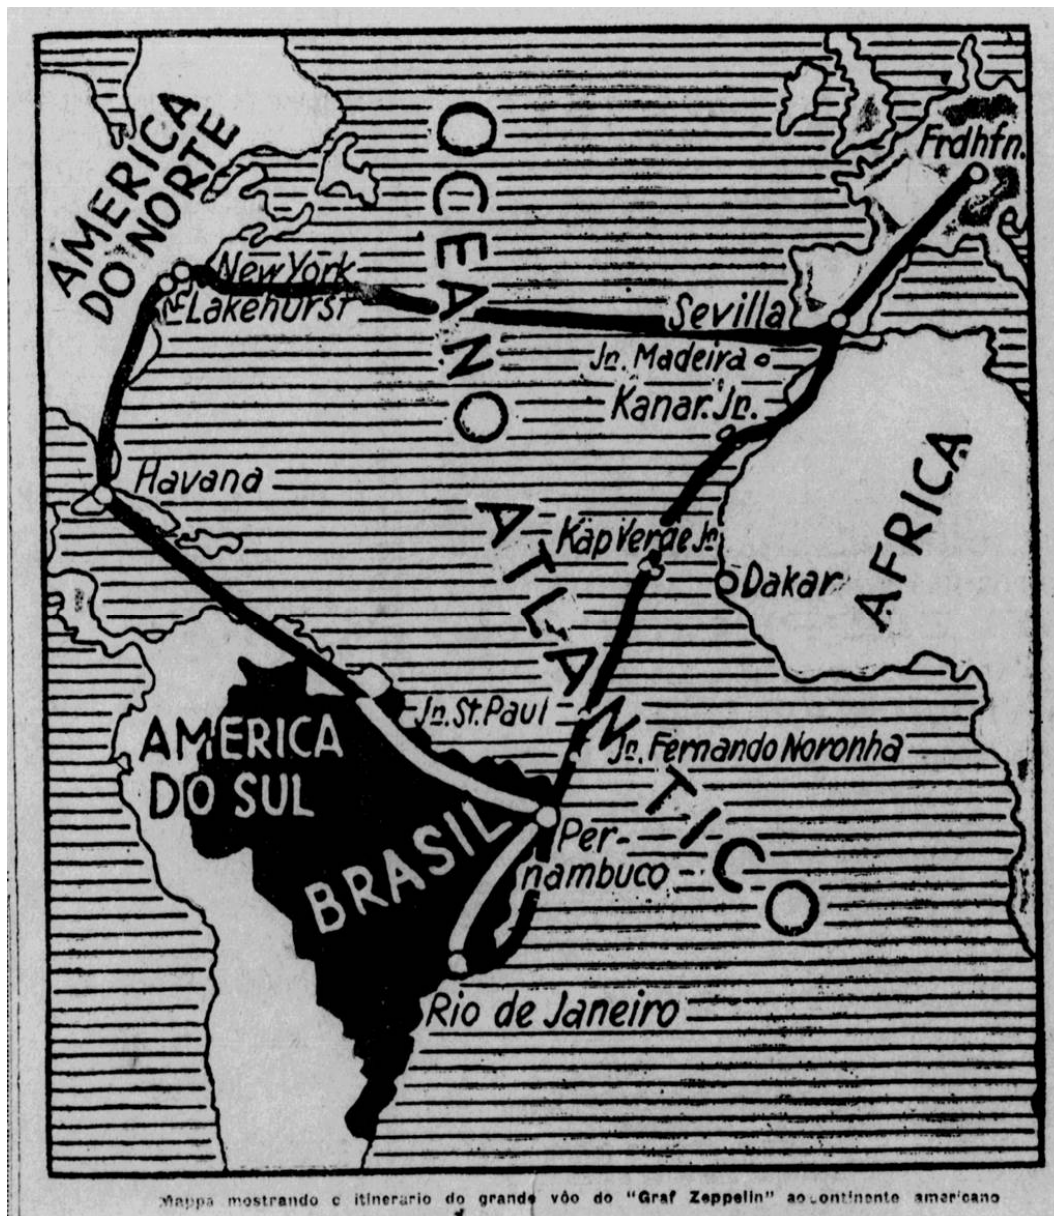 AMERICA
DO NORTE
OCEANO
ATLANTICO
Frdhfn.
New York
Lakehurst
Sevilla
Jn. Madeira
Kanar. Jn.
Havana
AFRICA
Kap Verde Jn
Dakar
Jn. St. Paul
AMERICA
DO SUL
Jn. Fernando Noronha
BRASIL
Per-
nambuco
Rio de Janeiro
Mappa mostrando o itinerario do grande vôo do "Graf Zeppelin" ao continente americano